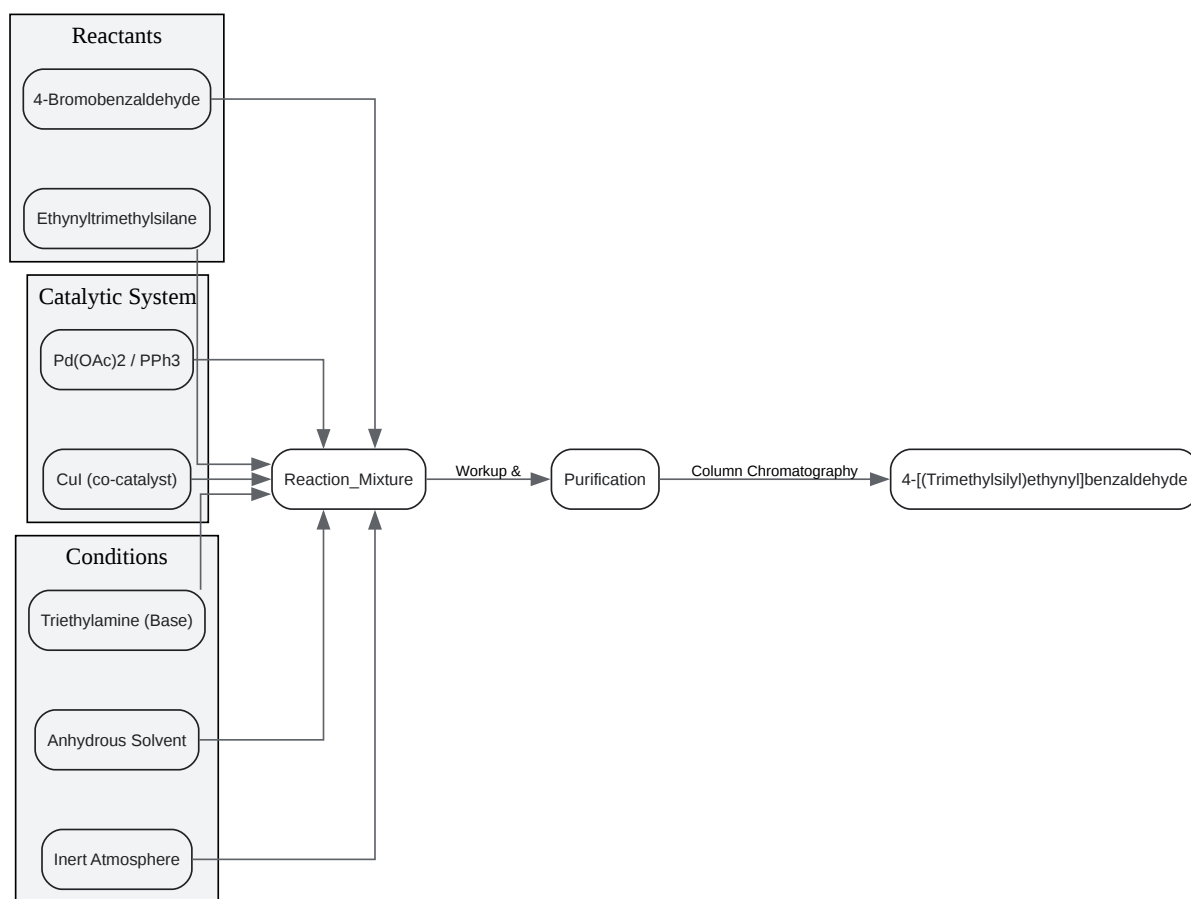 Reactants
4-Bromobenzaldehyde
Ethynyltrimethylsilane
Catalytic System
Pd(OAc)2 / PPh3
CuI (co-catalyst)
Reaction_Mixture
Workup &
Purification
Column Chromatography
4-[(Trimethylsilyl)ethynyl]benzaldehyde
Conditions
Triethylamine (Base)
Anhydrous Solvent
Inert Atmosphere